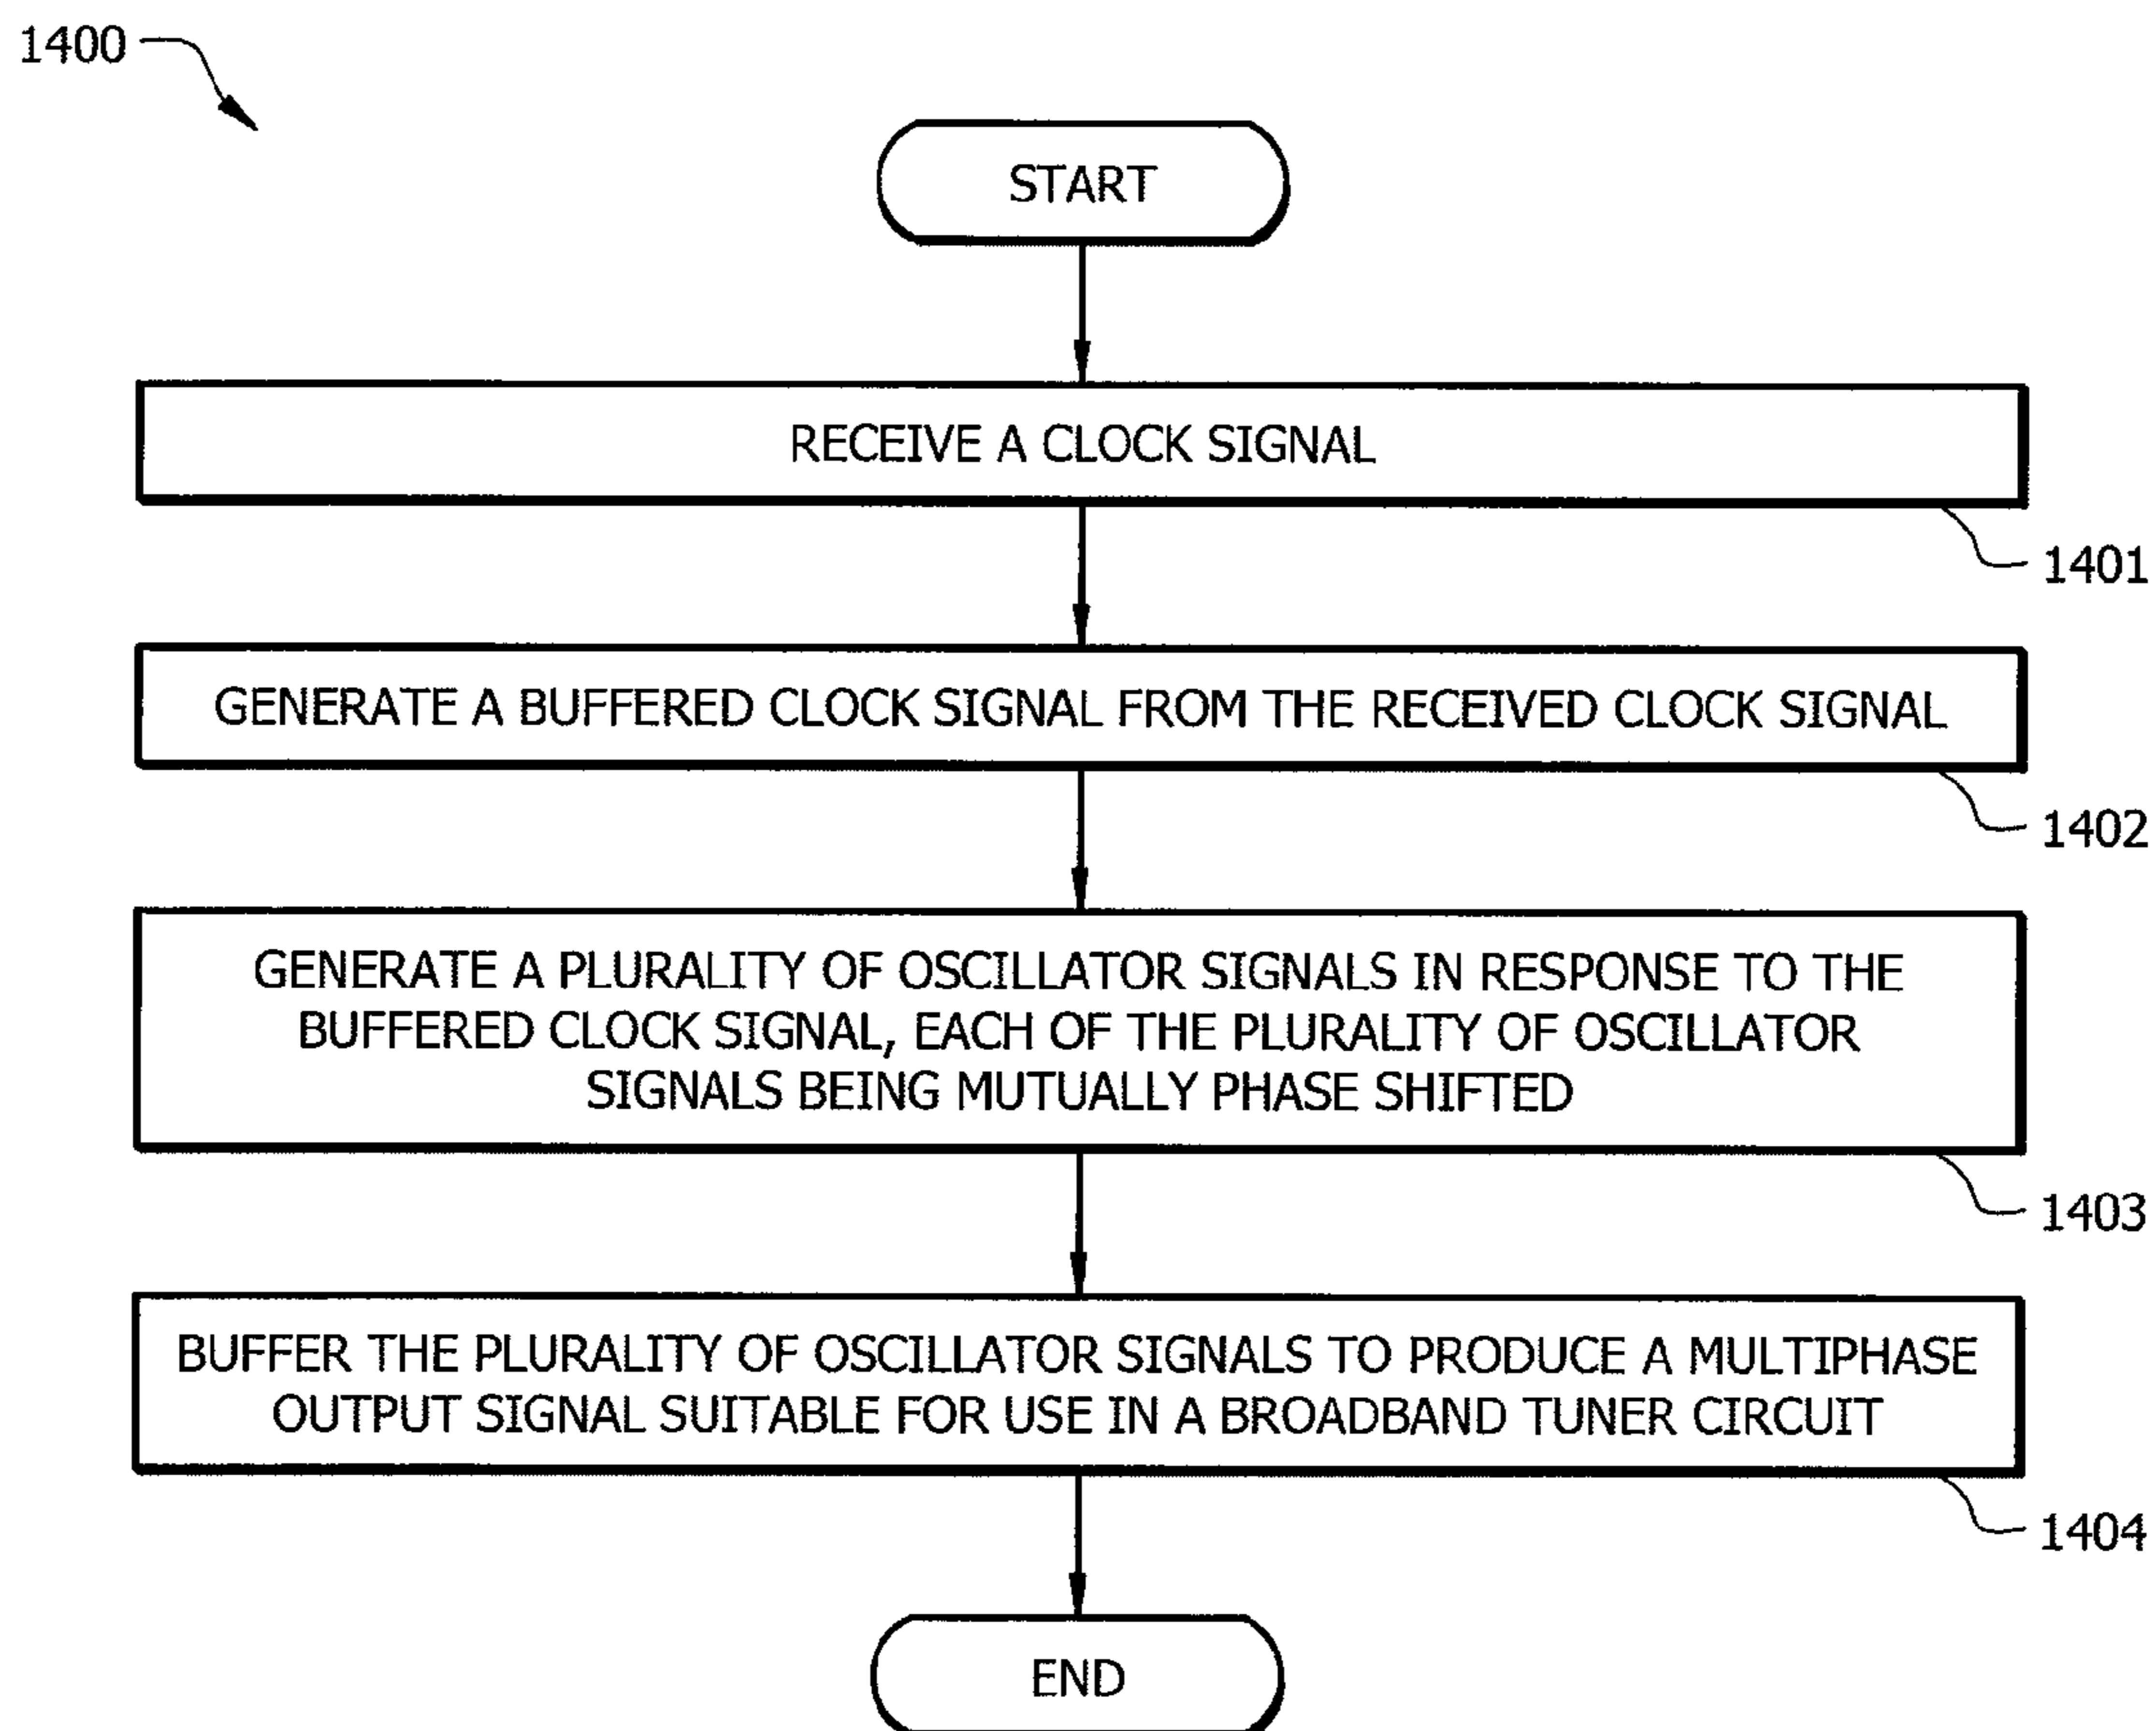 1400
START
RECEIVE A CLOCK SIGNAL
1401
GENERATE A BUFFERED CLOCK SIGNAL FROM THE RECEIVED CLOCK SIGNAL
1402
GENERATE A PLURALITY OF OSCILLATOR SIGNALS IN RESPONSE TO THE
BUFFERED CLOCK SIGNAL, EACH OF THE PLURALITY OF OSCILLATOR
SIGNALS BEING MUTUALLY PHASE SHIFTED
1403
BUFFER THE PLURALITY OF OSCILLATOR SIGNALS TO PRODUCE A MULTIPHASE
OUTPUT SIGNAL SUITABLE FOR USE IN A BROADBAND TUNER CIRCUIT
1404
END